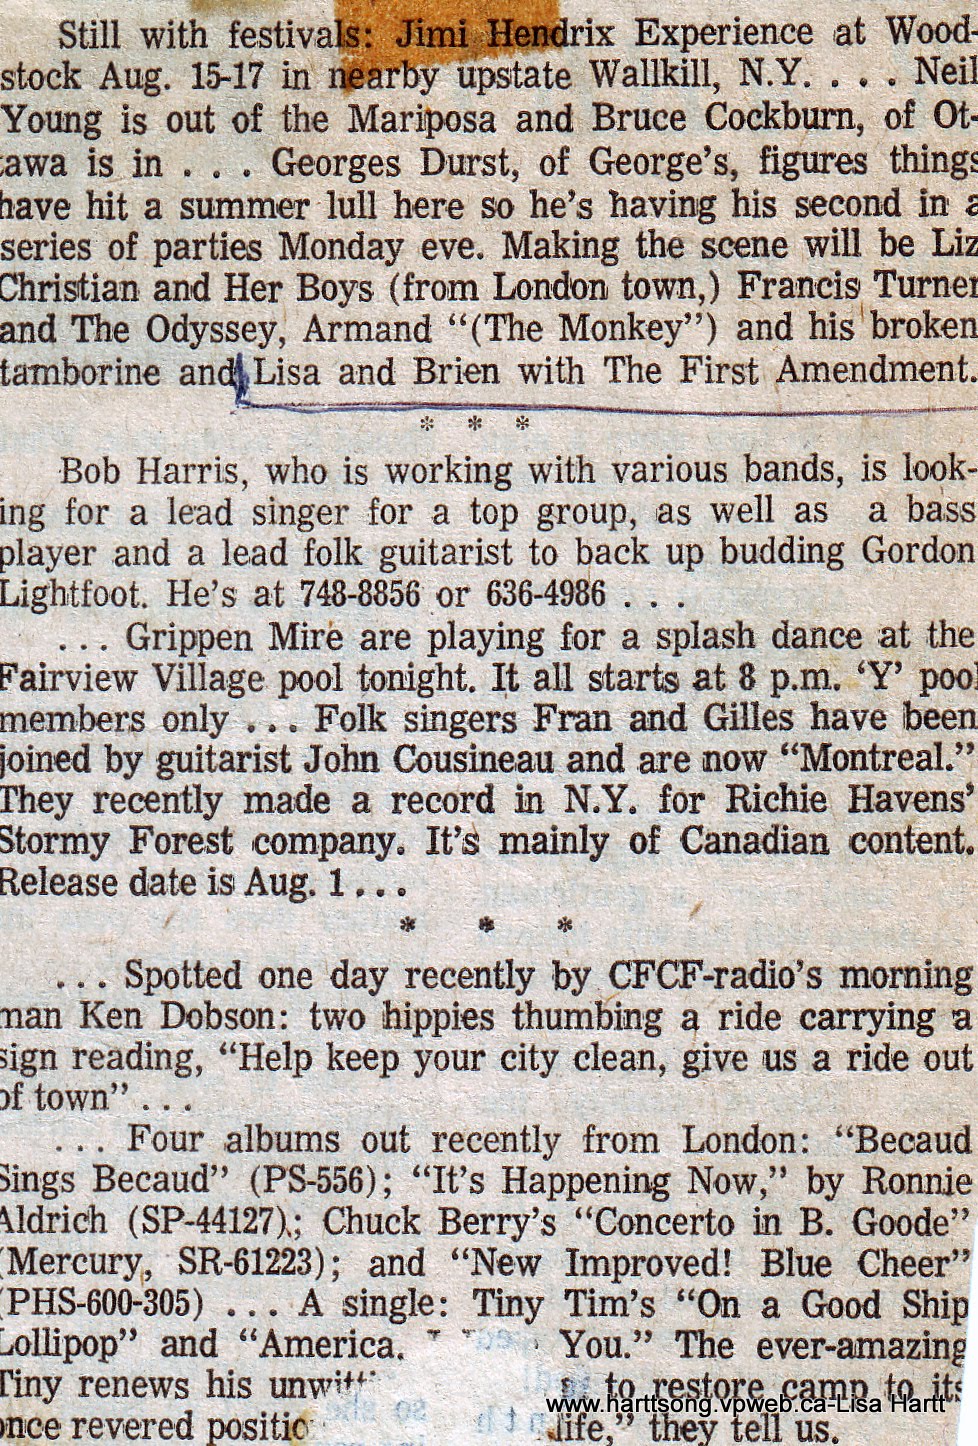 Still with festivals: Jimi Hendrix Experience at Wood-
stock Aug. 15-17 in nearby upstate Wallkill, N.Y. . . . Neil
Young is out of the Mariposa and Bruce Cockburn, of Ot-
tawa is in . . . Georges Durst, of George's, figures things
have hit a summer lull here so he's having his second in a
series of parties Monday eve. Making the scene will be Liz
Christian and Her Boys (from London town,) Francis Turner
and The Odyssey, Armand "(The Monkey") and his broken
tamborine and Lisa and Brien with The First Amendment.
* * *
Bob Harris, who is working with various bands, is look-
ing for a lead singer for a top group, as well as a bass
player and a lead folk guitarist to back up budding Gordon
Lightfoot. He's at 748-8856 or 636-4986 . . .
. . . Grippen Mire are playing for a splash dance at the
Fairview Village pool tonight. It all starts at 8 p.m. 'Y' pool
members only . . . Folk singers Fran and Gilles have been
joined by guitarist John Cousineau and are now "Montreal."
They recently made a record in N.Y. for Richie Havens'
Stormy Forest company. It's mainly of Canadian content.
Release date is Aug. 1 . . .
* * *
. . . Spotted one day recently by CFCF-radio's morning
man Ken Dobson: two hippies thumbing a ride carrying a
sign reading, "Help keep your city clean, give us a ride out
of town" . . .
. . . Four albums out recently from London: "Becaud
Sings Becaud" (PS-556); "It's Happening Now," by Ronnie
Aldrich (SP-44127).; Chuck Berry's "Concerto in B. Goode"
(Mercury, SR-61223); and "New Improved! Blue Cheer"
(PHS-600-305) . . . A single: Tiny Tim's "On a Good Ship
Lollipop" and "America. You." The ever-amazing
Tiny renews his to restore camp to its
once revered life," they tell us.
www.harttsong.vpweb.ca-Lisa Hartt